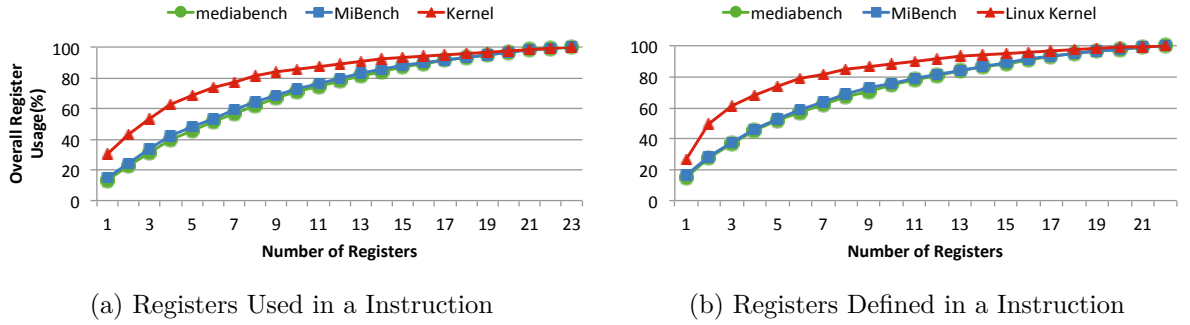 mediabench MiBench Kernel
100
80
60
40
20
0
Overall Register
Usage(%)
1 3 5 7 9 11 13 15 17 19 21 23
Number of Registers
(a) Registers Used in a Instruction
mediabench MiBench Linux Kernel
100
80
60
40
20
0
1 3 5 7 9 11 13 15 17 19 21
Number of Registers
(b) Registers Defined in a Instruction